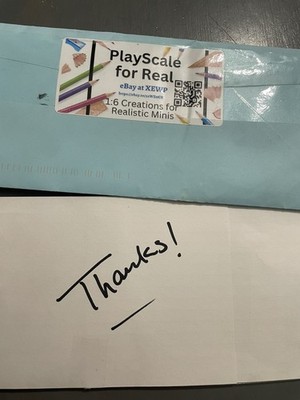 PlayScale
for Real
eBay at XEWP
1:6 Creations for
Realistic Minis
Thanks!